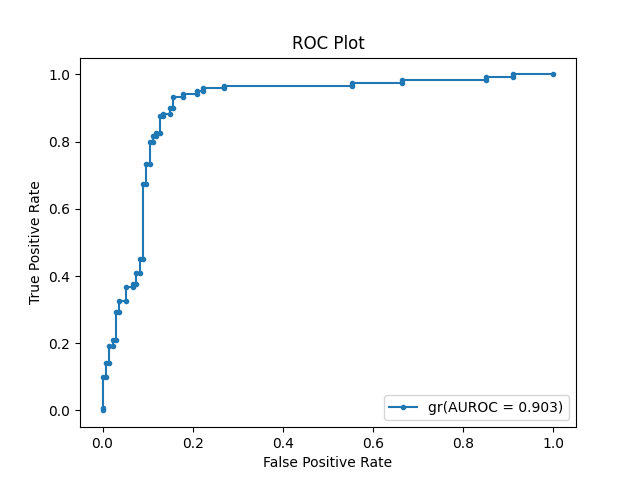 ROC Plot
1.0
0.8
0.6
0.4
0.2
0.0
True Positive Rate
gr(AUROC = 0.903)
0.0 0.2 0.4 0.6 0.8 1.0
False Positive Rate